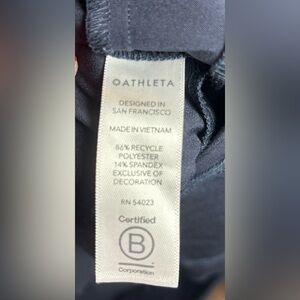 ATHLETA
DESIGNED IN
SAN FRANCISCO
MADE IN VIETNAM
86% RECYCLE
POLYESTER
14% SPANDEX
EXCLUSIVE OF
DECORATION
RN 54023
Certified
B
Corporation